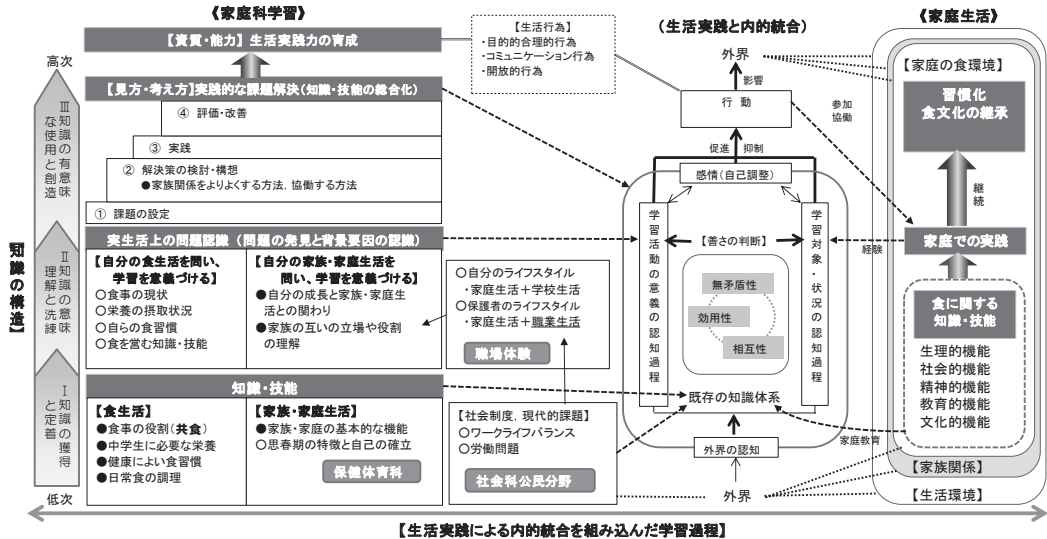 《家庭科学習》
【資質・能力】生活実践力の育成
高次
【見方・考え方】実践的な課題解決（知識・技能の総合化）
④ 評価・改善
③ 実践
② 解決策の検討・構想
●家族関係をよりよくする方法，協働する方法
① 課題の設定
Ⅲ知識の有意味
な使用と創造
実生活上の問題認識（問題の発見と背景要因の認識）
【自分の食生活を問い、
学習を意義づける】
○食事の現状
○栄養の摂取状況
○自らの食習慣
○食を営む知識・技能
【自分の家族・家庭生活を
問い、学習を意義づける】
●自分の成長と家族・家庭生
活との関わり
●家族の互いの立場や役割
の理解
Ⅱ知識の意味
理解と洗練
【知識の構造】
知識・技能
【食生活】
●食事の役割（共食）
●中学生に必要な栄養
●健康によい食習慣
●日常食の調理
【家族・家庭生活】
●家族・家庭の基本的な機能
○思春期の特徴と自己の確立
保健体育科
Ⅰ知識の獲得
と定着
低次
【生活行為】
・目的的合理的行為
・コミュニケーション行為
・開放的行為
○自分のライフスタイル
・家庭生活＋学校生活
○保護者のライフスタイル
・家庭生活＋職業生活
職場体験
【社会制度，現代的課題】
○ワークライフバランス
○労働問題
社会科公民分野
（生活実践と内的統合）
外界
影響
行動
参加
協働
促進
抑制
感情（自己調整）
学習活動の意義の認知過程
【善さの判断】
学習対象・状況の認知過程
無矛盾性
効用性
相互性
既存の知識体系
外界の認知
外界
経験
家庭教育
《家庭生活》
【家庭の食環境】
習慣化
食文化の継承
継続
家庭での実践
食に関する
知識・技能
生理的機能
社会的機能
精神的機能
教育的機能
文化的機能
【家族関係】
【生活環境】
【生活実践による内的統合を組み込んだ学習過程】